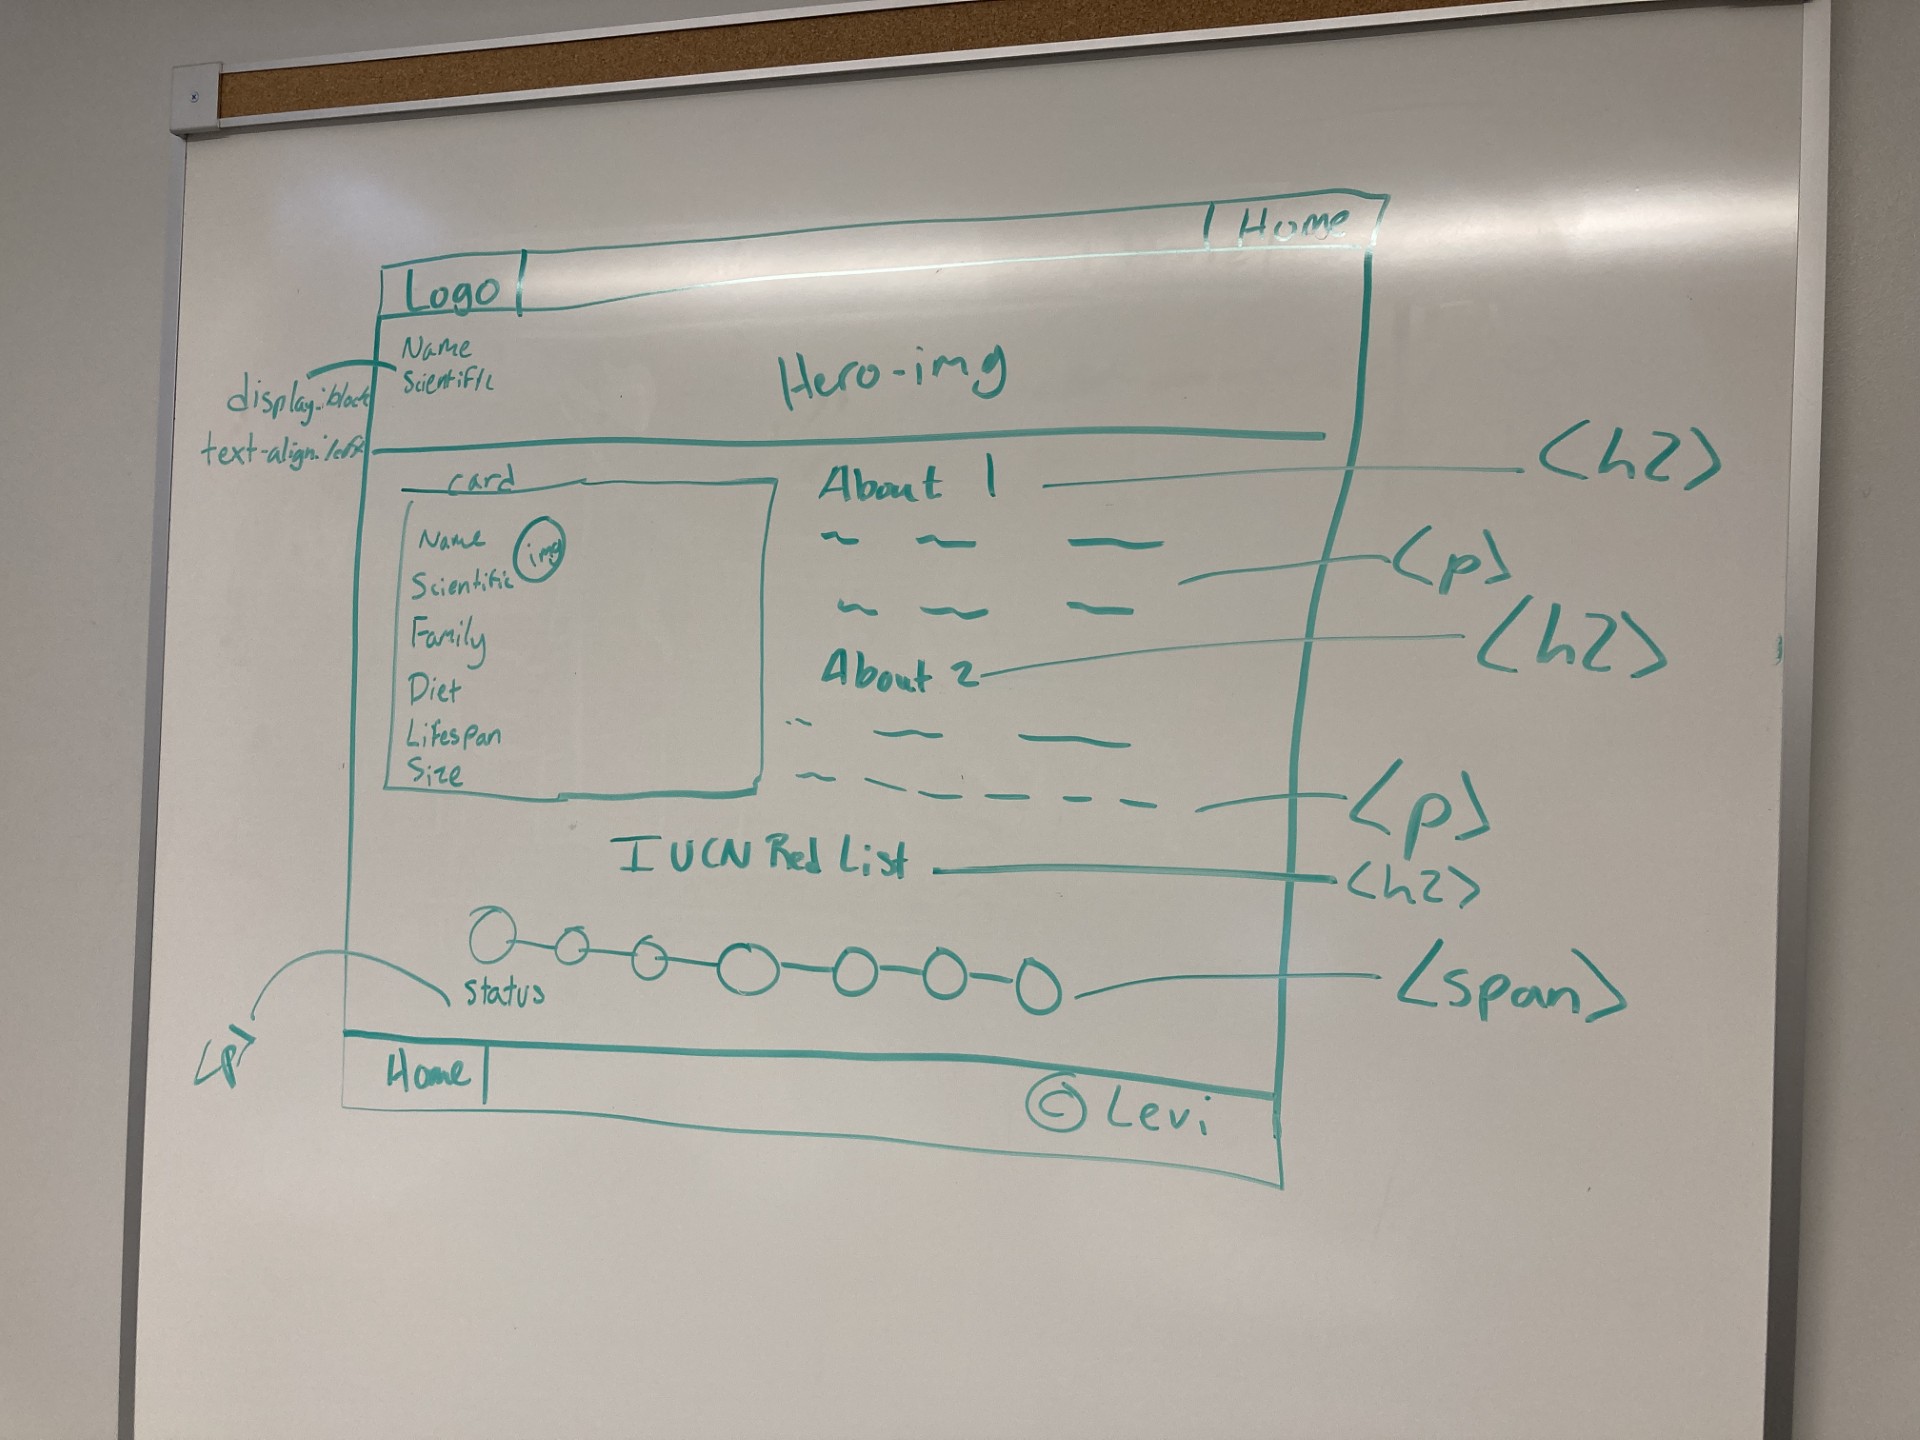 Home
Logo
Name
Scientific
Hero-img
display:block
text-align:left
<h2>
card
About 1
Name
img
Scientific
<p>
Family
<h2>
About 2
Diet
Lifespan
Size
<p>
IUCN Red List
<h2>
status
<span>
<p>
Home
© Levi